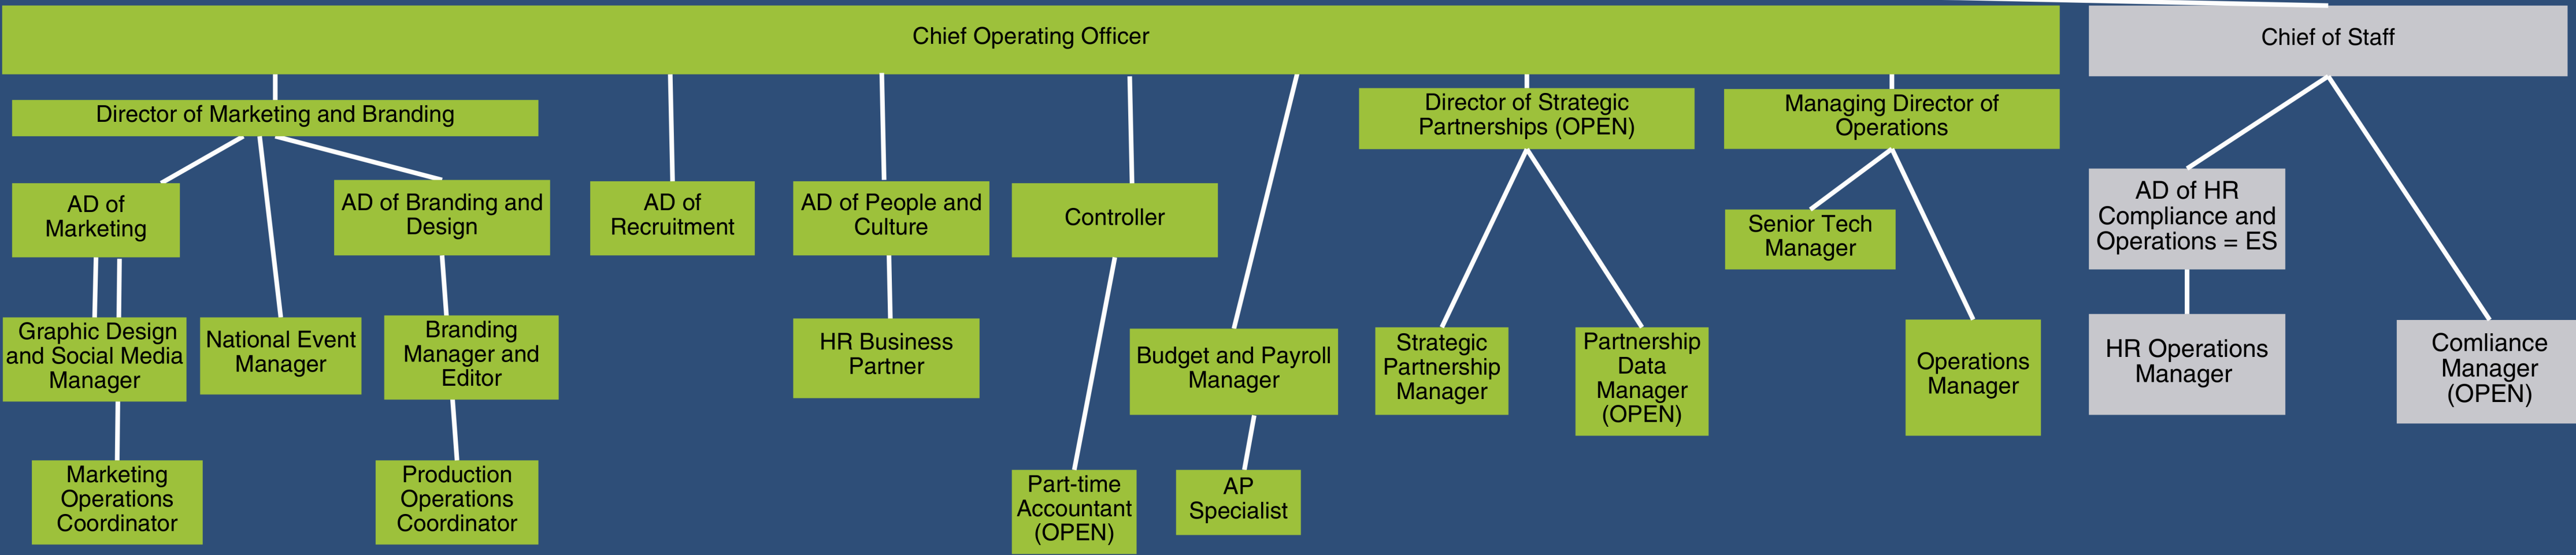 Chief Operating Officer
Chief of Staff
Director of Marketing and Branding
Director of Strategic
Partnerships (OPEN)
Managing Director of
Operations
AD of
Marketing
AD of Branding and
Design
AD of
Recruitment
AD of People and
Culture
Controller
Senior Tech
Manager
AD of HR
Compliance and
Operations = ES
Graphic Design
and Social Media
Manager
National Event
Manager
Branding
Manager and
Editor
HR Business
Partner
Budget and Payroll
Manager
Strategic
Partnership
Manager
Partnership
Data
Manager
(OPEN)
Operations
Manager
HR Operations
Manager
Comliance
Manager
(OPEN)
Marketing
Operations
Coordinator
Production
Operations
Coordinator
Part-time
Accountant
(OPEN)
AP
Specialist